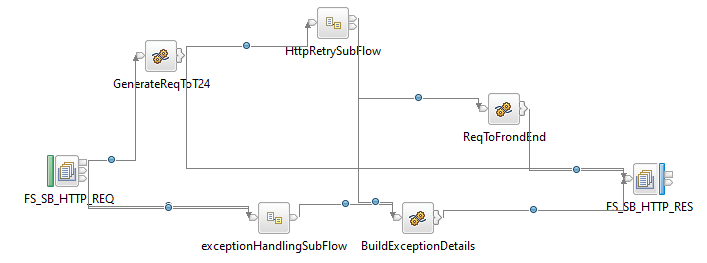 HttpRetrySubFlow
GenerateReqToT24
ReqToFrondEnd
FS_SB_HTTP_REQ
FS_SB_HTTP_RES
exceptionHandlingSubFlow
BuildExceptionDetails